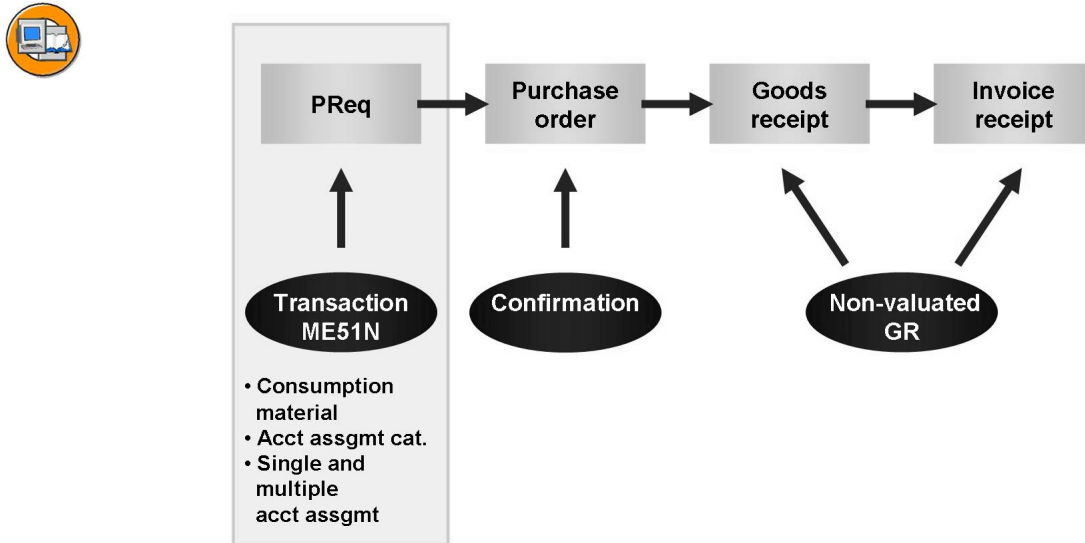 PReq
Purchase
order
Goods
receipt
Invoice
receipt
Transaction
ME51N
Confirmation
Non-valuated
GR
• Consumption
material
• Acct assgmt cat.
• Single and
multiple
acct assgmt